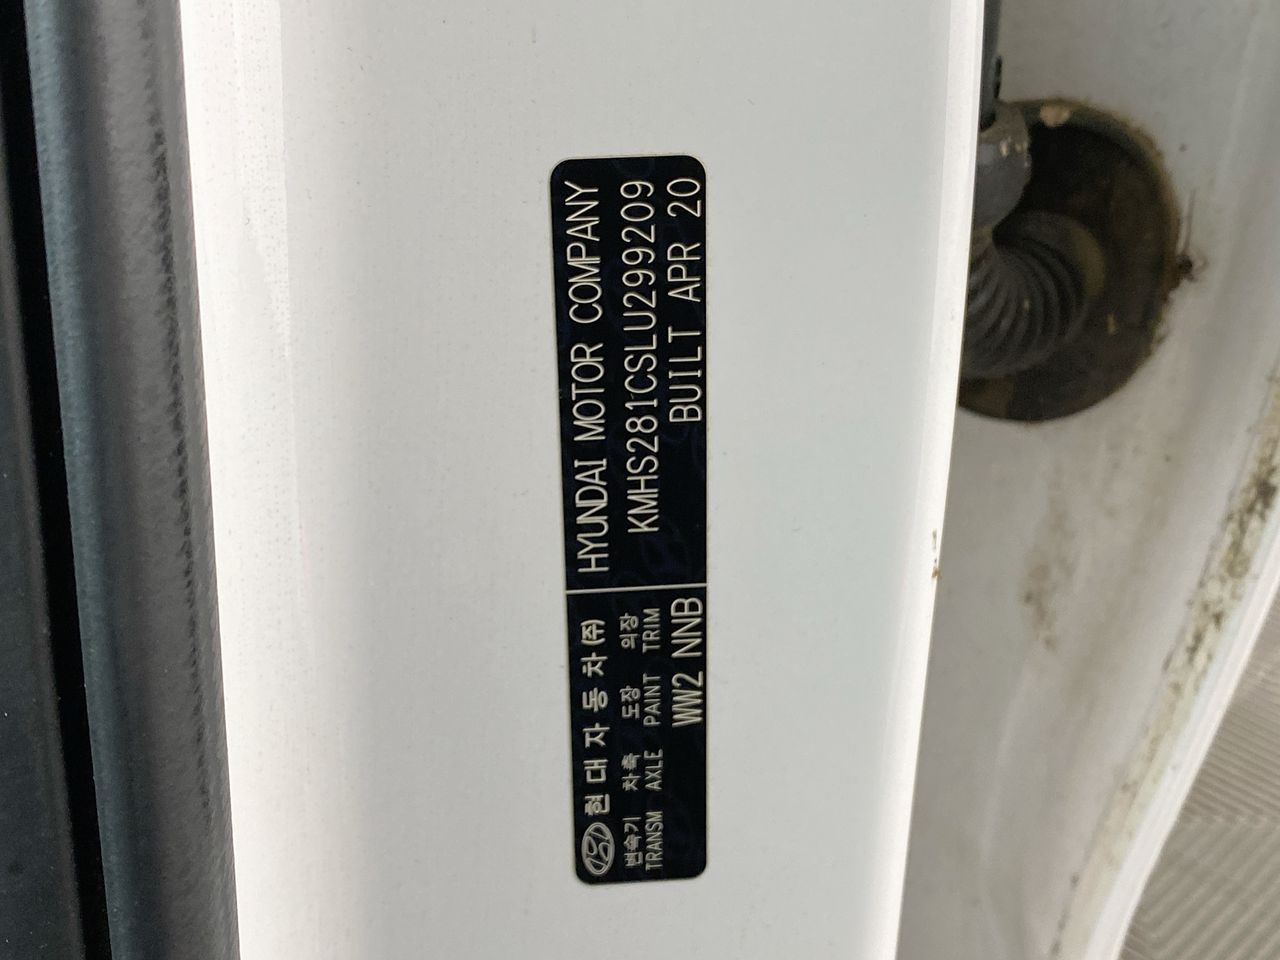 현대자동차(주)
HYUNDAI MOTOR COMPANY
변속기 차축 도장 의장
TRANSM AXLE PAINT TRIM
KMHS281CSLU299209
WW2 NNB
BUILT APR 20